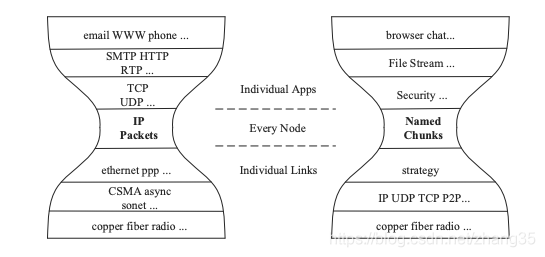 email WWW phone ...
SMTP HTTP
RTP ...
TCP
UDP ...
IP
Packets
ethernet ppp ...
CSMA async
sonet ...
copper fiber radio ...
Individual Apps
Every Node
Individual Links
browser chat...
File Stream ...
Security ...
Named
Chunks
strategy
IP UDP TCP P2P...
copper fiber radio ...
https://blog.csdn.net/zhang35